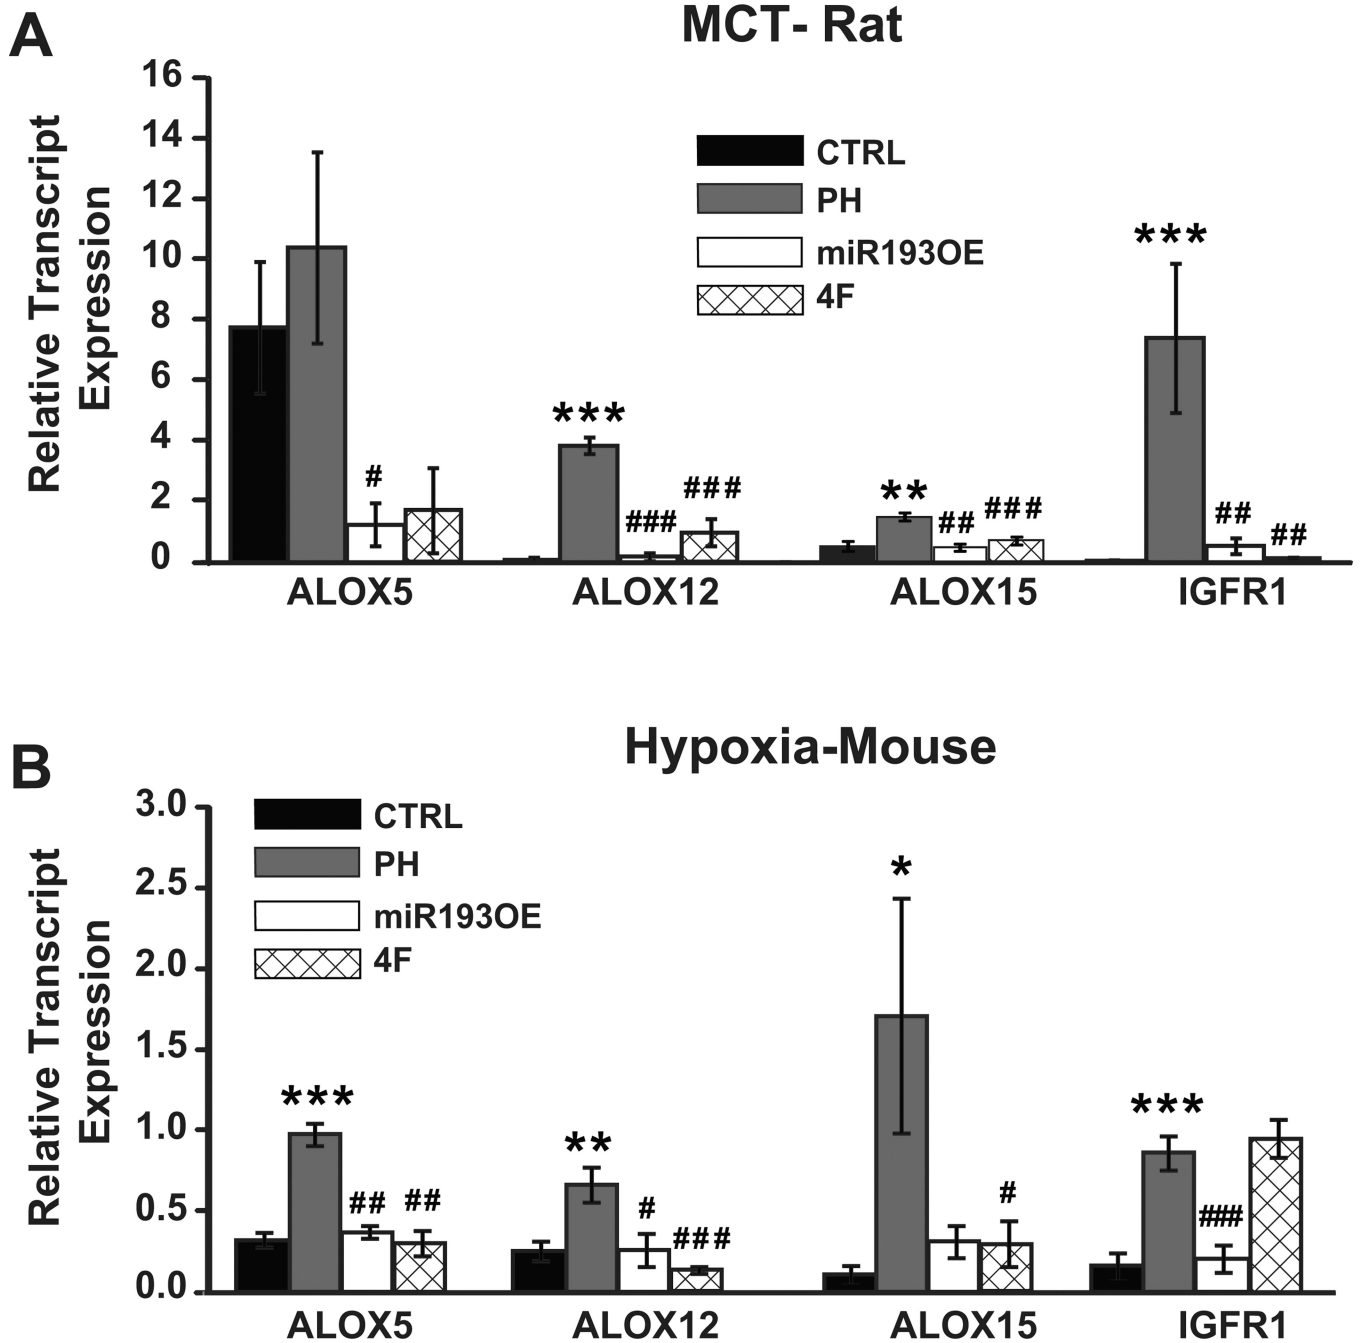 A
MCT- Rat
Relative Transcript
Expression
16
14
12
10
8
6
4
2
0
CTRL
PH
miR193OE
4F
#
***
###
###
**
##
###
***
##
##
ALOX5
ALOX12
ALOX15
IGFR1
B
Hypoxia-Mouse
Relative Transcript
Expression
3.0
2.5
2.0
1.5
1.0
0.5
0.0
CTRL
PH
miR193OE
4F
***
##
##
**
#
###
*
#
***
###
ALOX5
ALOX12
ALOX15
IGFR1